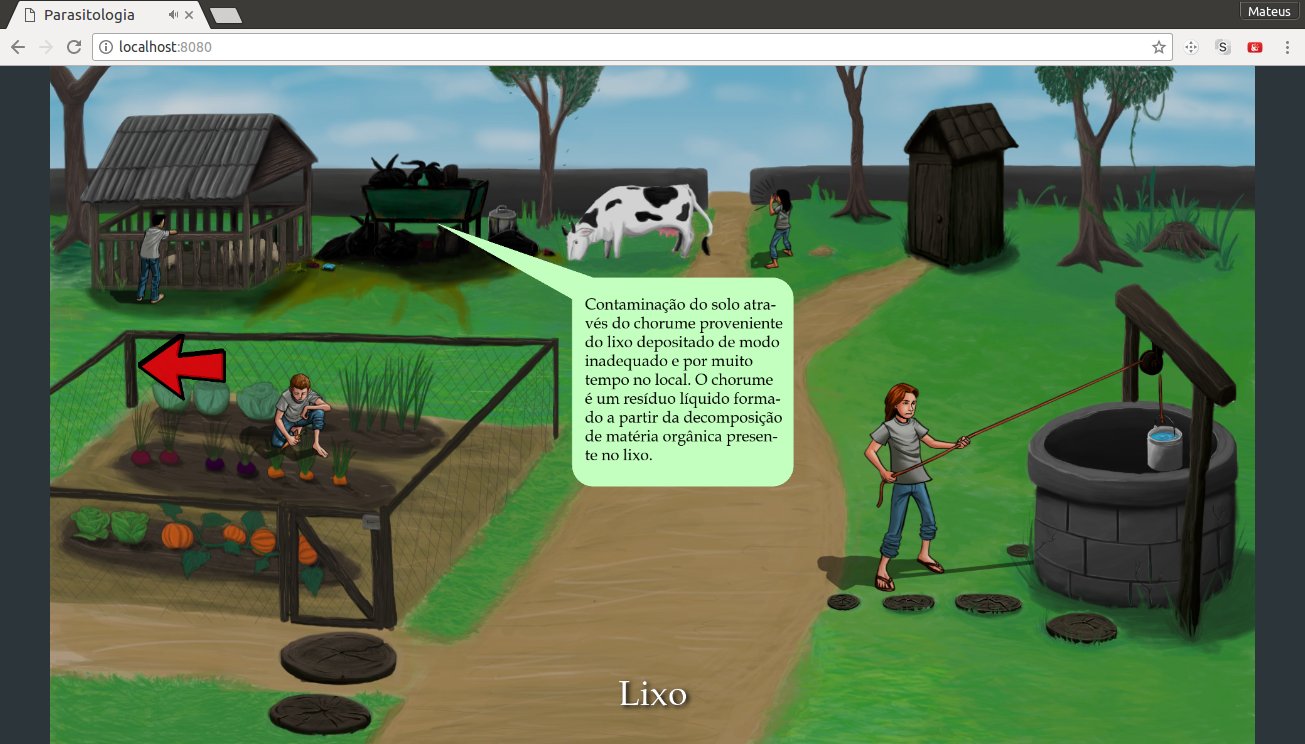 Parasitologia
Mateus
localhost:8080
S
Contaminação do solo atra-
vés do chorume proveniente
do lixo depositado de modo
inadequado e por muito
tempo no local. O chorume
é um resíduo líquido forma-
do a partir da decomposição
de matéria orgânica presen-
te no lixo.
Lixo